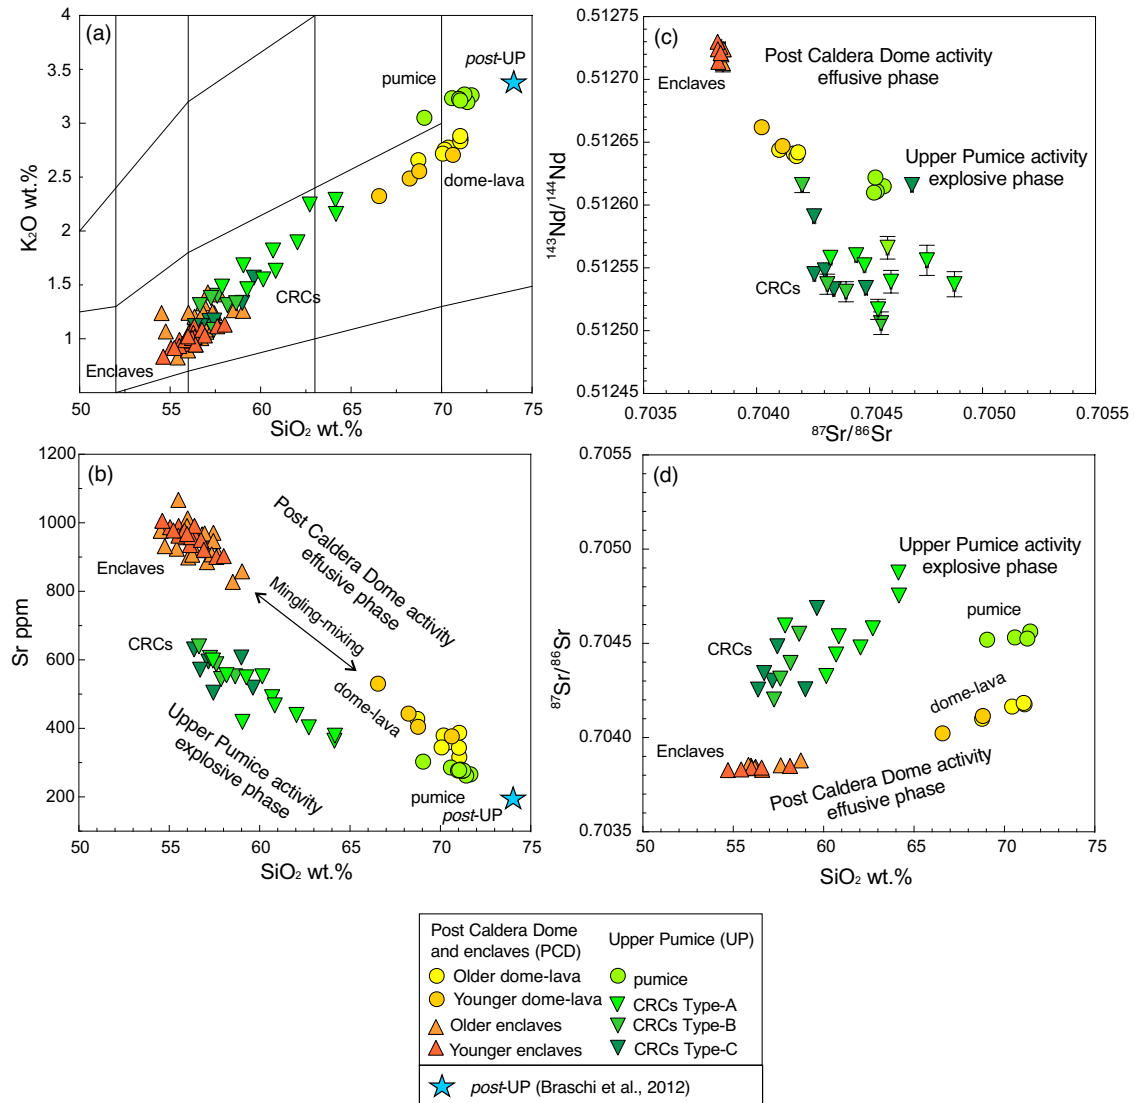 (a)
4
3.5
3
2.5
2
1.5
1
K₂O wt.%
post-UP
pumice
dome-lava
CRCs
Enclaves
50 55 60 65 70 75
SiO₂ wt.%
(c)
0.51275
0.51270
0.51265
0.51260
0.51255
0.51250
0.51245
¹⁴³Nd/¹⁴⁴Nd
Post Caldera Dome activity
effusive phase
Enclaves
Upper Pumice activity
explosive phase
CRCs
0.7035 0.7040 0.7045 0.7050 0.7055
⁸⁷Sr/⁸⁶Sr
(b)
1200
1000
800
600
400
200
Sr ppm
Post Caldera Dome activity
effusive phase
Enclaves
Mingling-mixing
CRCs
dome-lava
Upper Pumice activity
explosive phase
pumice
post-UP
50 55 60 65 70 75
SiO₂ wt.%
(d)
0.7055
0.7050
0.7045
0.7040
0.7035
⁸⁷Sr/⁸⁶Sr
Upper Pumice activity
explosive phase
pumice
CRCs
dome-lava
Enclaves
Post Caldera Dome activity
effusive phase
50 55 60 65 70 75
SiO₂ wt.%
Post Caldera Dome
and enclaves (PCD)
Older dome-lava
Younger dome-lava
Older enclaves
Younger enclaves
Upper Pumice (UP)
pumice
CRCs Type-A
CRCs Type-B
CRCs Type-C
post-UP (Braschi et al., 2012)